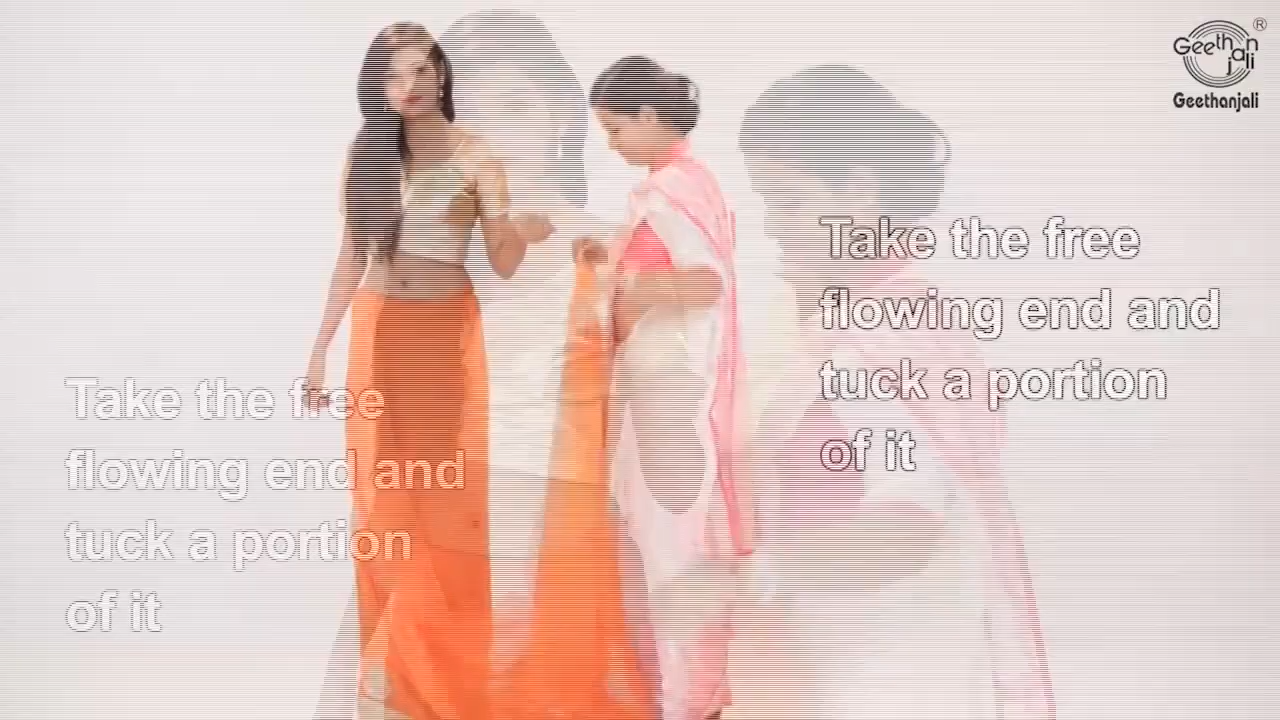 Geethanjali
®
Geethanjali
Take the free
flowing end and
tuck a portion
of it
Take the free
flowing end and
tuck a portion
of it